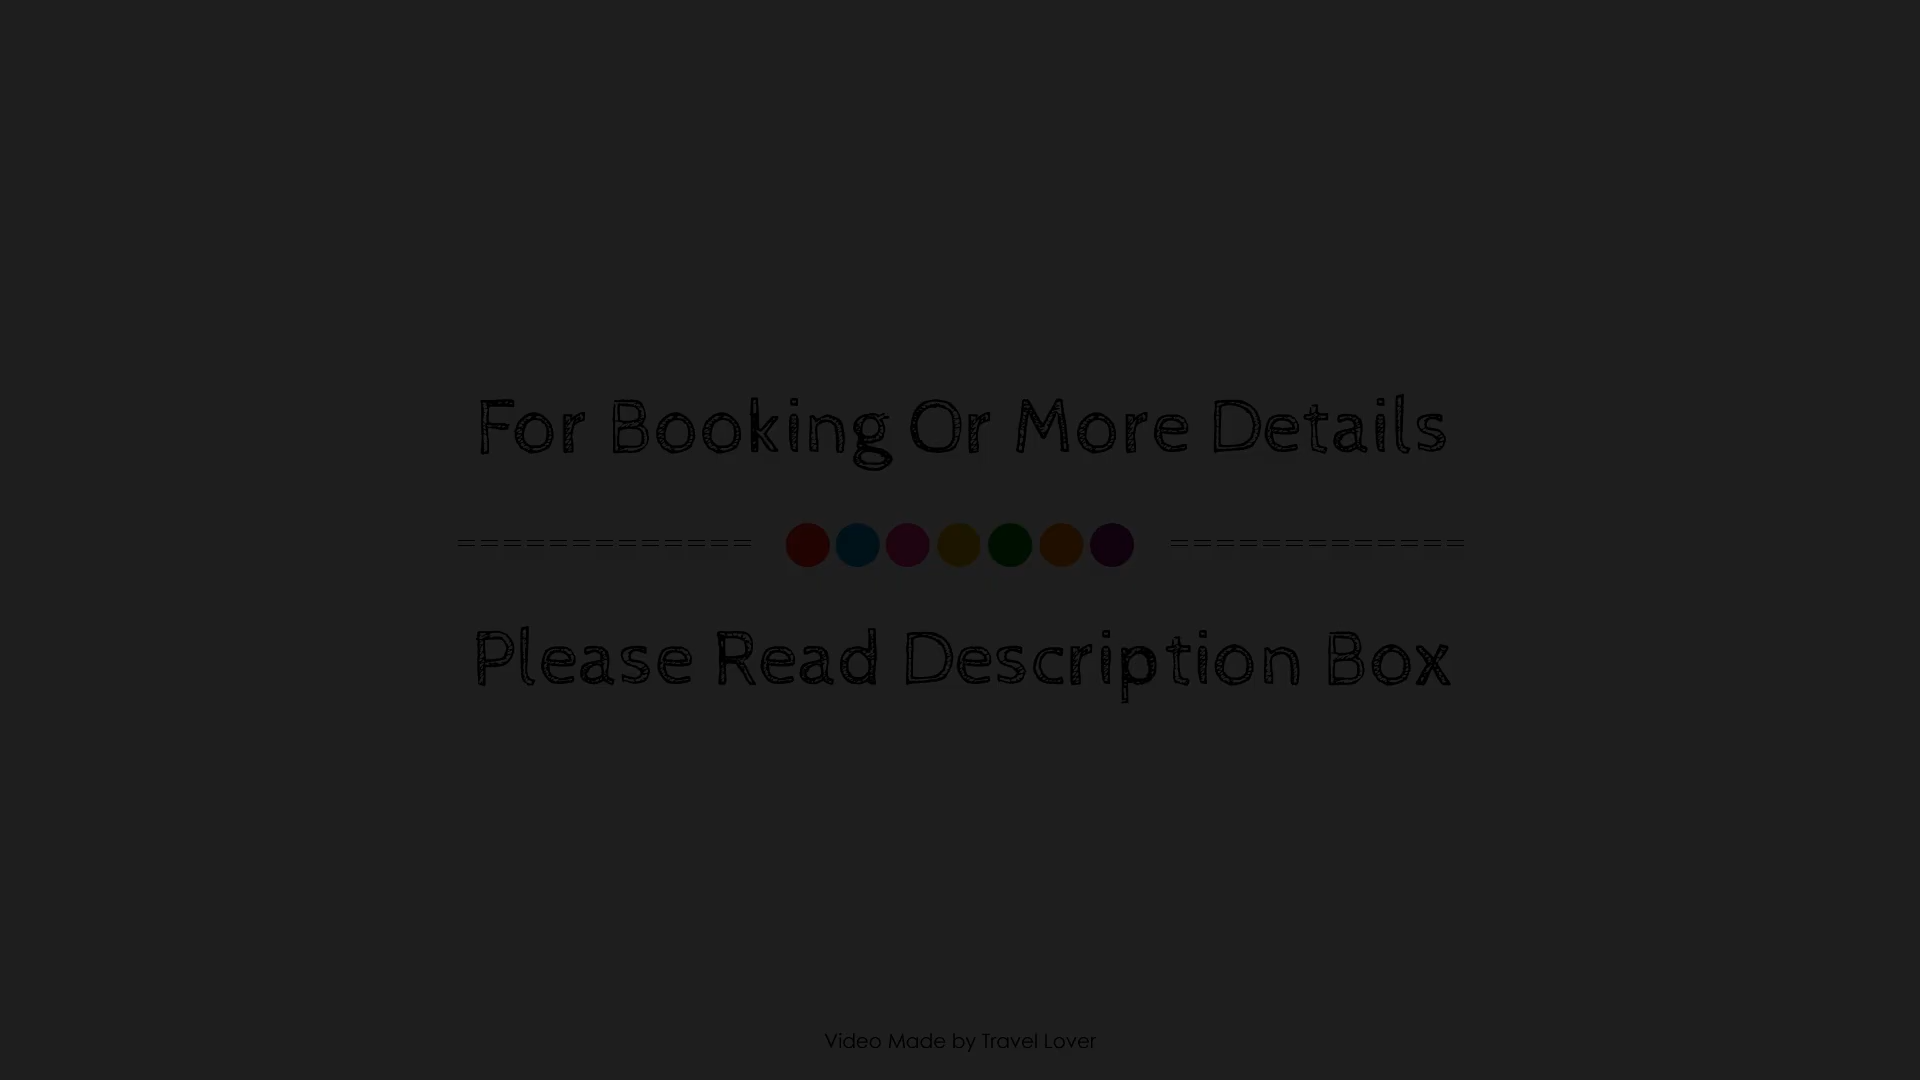 For Booking Or More Details
============= =============
Please Read Description Box
Video Made by Travel Lover